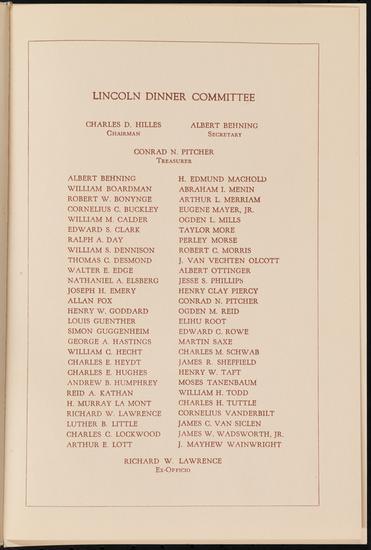 LINCOLN DINNER COMMITTEE
CHARLES D. HILLES
CHAIRMAN
ALBERT BEHNING
SECRETARY
CONRAD N. PITCHER
TREASURER
ALBERT BEHNING
WILLIAM BOARDMAN
ROBERT W. BONYNGE
CORNELIUS C. BUCKLEY
WILLIAM M. CALDER
EDWARD S. CLARK
RALPH A. DAY
WILLIAM S. DENNISON
THOMAS C. DESMOND
WALTER E. EDGE
NATHANIEL A. ELSBERG
JOSEPH H. EMERY
ALLAN FOX
HENRY W. GODDARD
LOUIS GUENTHER
SIMON GUGGENHEIM
GEORGE A. HASTINGS
WILLIAM C. HECHT
CHARLES E. HEYDT
CHARLES E. HUGHES
ANDREW B. HUMPHREY
REID A. KATHAN
H. MURRAY LA MONT
RICHARD W. LAWRENCE
LUTHER B. LITTLE
CHARLES C. LOCKWOOD
ARTHUR E. LOTT
H. EDMUND MACHOLD
ABRAHAM I. MENIN
ARTHUR L. MERRIAM
EUGENE MAYER, JR.
OGDEN L. MILLS
TAYLOR MORE
PERLEY MORSE
ROBERT C. MORRIS
J. VAN VECHTEN OLCOTT
ALBERT OTTINGER
JESSE S. PHILLIPS
HENRY CLAY PIERCY
CONRAD N. PITCHER
OGDEN M. REID
ELIHU ROOT
EDWARD C. ROWE
MARTIN SAXE
CHARLES M. SCHWAB
JAMES R. SHEFFIELD
HENRY W. TAFT
MOSES TANENBAUM
WILLIAM H. TODD
CHARLES H. TUTTLE
CORNELIUS VANDERBILT
JAMES C. VAN SICLEN
JAMES W. WADSWORTH, JR.
J. MAYHEW WAINWRIGHT
RICHARD W. LAWRENCE
EX-OFFICIO